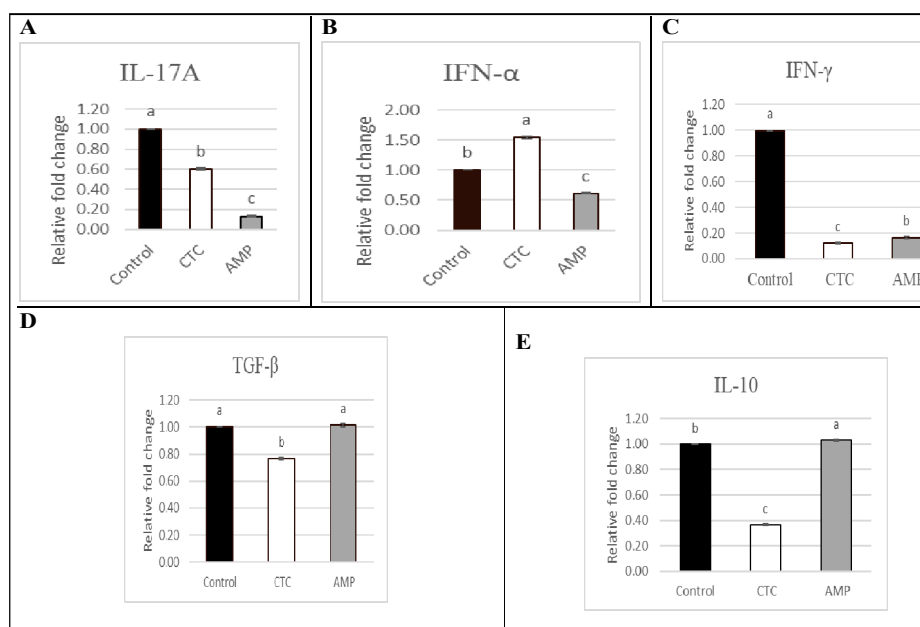 A
IL-17A
Relative fold change
1.20
1.00
0.80
0.60
0.40
0.20
0.00
a
b
c
Control
CTC
AMP
B
IFN-α
Relative fold change
2.00
1.50
1.00
0.50
0.00
b
a
c
Control
CTC
AMP
C
IFN-γ
Relative fold change
1.20
1.00
0.80
0.60
0.40
0.20
0.00
a
c
b
Control
CTC
AMP
D
TGF-β
Relative fold change
1.20
1.00
0.80
0.60
0.40
0.20
0.00
a
b
a
Control
CTC
AMP
E
IL-10
Relative fold change
1.20
1.00
0.80
0.60
0.40
0.20
0.00
b
c
a
Control
CTC
AMP